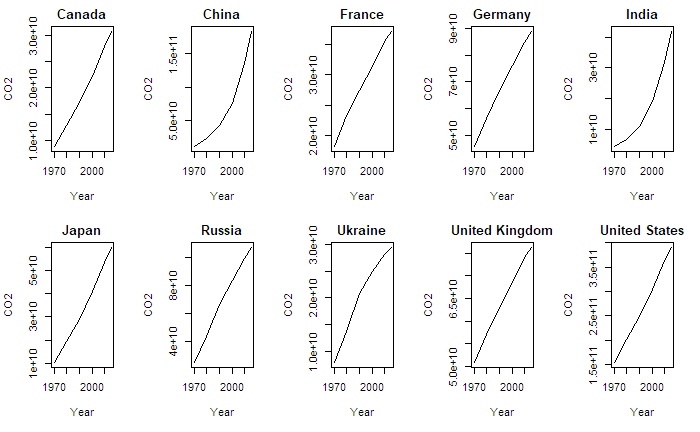 Canada China France Germany India
CO2 CO2 CO2 CO2 CO2
1.0e+10 2.0e+10 3.0e+10
5.0e+10 1.5e+11
2.0e+10 3.0e+10
5e+10 7e+10 9e+10
1e+10 3e+10
1970 2000 1970 2000 1970 2000 1970 2000 1970 2000
Year Year Year Year Year
Japan Russia Ukraine United Kingdom United States
CO2 CO2 CO2 CO2 CO2
1e+10 3e+10 5e+10
4e+10 8e+10
1.0e+10 2.0e+10 3.0e+10
5.0e+10 6.5e+10
1.5e+11 2.5e+11 3.5e+11
1970 2000 1970 2000 1970 2000 1970 2000 1970 2000
Year Year Year Year Year